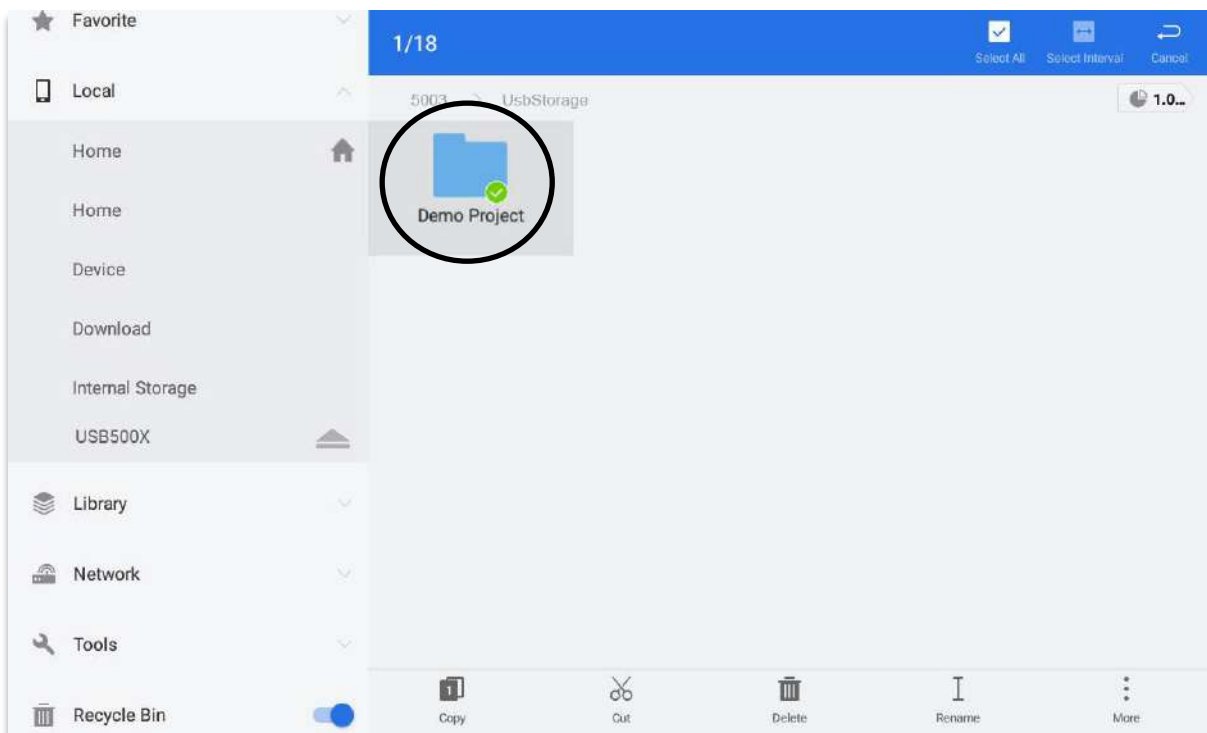 Favorite
Local
Home
Home
Device
Download
Internal Storage
USB500X
Library
Network
Tools
Recycle Bin
1/18
Select All
Select Interval
Cancel
5003 > UsbStorage
1.0...
Demo Project
1
Copy
Cut
Delete
Rename
More